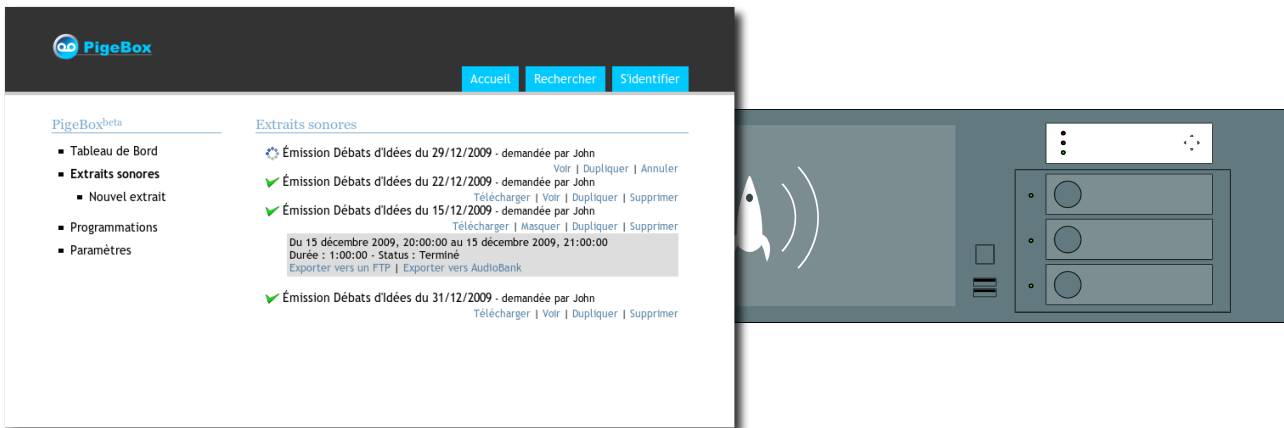 PigeBox
Accueil Rechercher S'identifier
PigeBoxbeta
Tableau de Bord
Extraits sonores
Nouvel extrait
Programmations
Paramètres
Extraits sonores
Émission Débats d'Idées du 29/12/2009 - demandée par John
Voir | Dupliquer | Annuler
Émission Débats d'Idées du 22/12/2009 - demandée par John
Télécharger | Voir | Dupliquer | Supprimer
Émission Débats d'Idées du 15/12/2009 - demandée par John
Télécharger | Masquer | Dupliquer | Supprimer
Du 15 décembre 2009, 20:00:00 au 15 décembre 2009, 21:00:00
Durée : 1:00:00 - Status : Terminé
Exporter vers un FTP | Exporter vers AudioBank
Émission Débats d'Idées du 31/12/2009 - demandée par John
Télécharger | Voir | Dupliquer | Supprimer